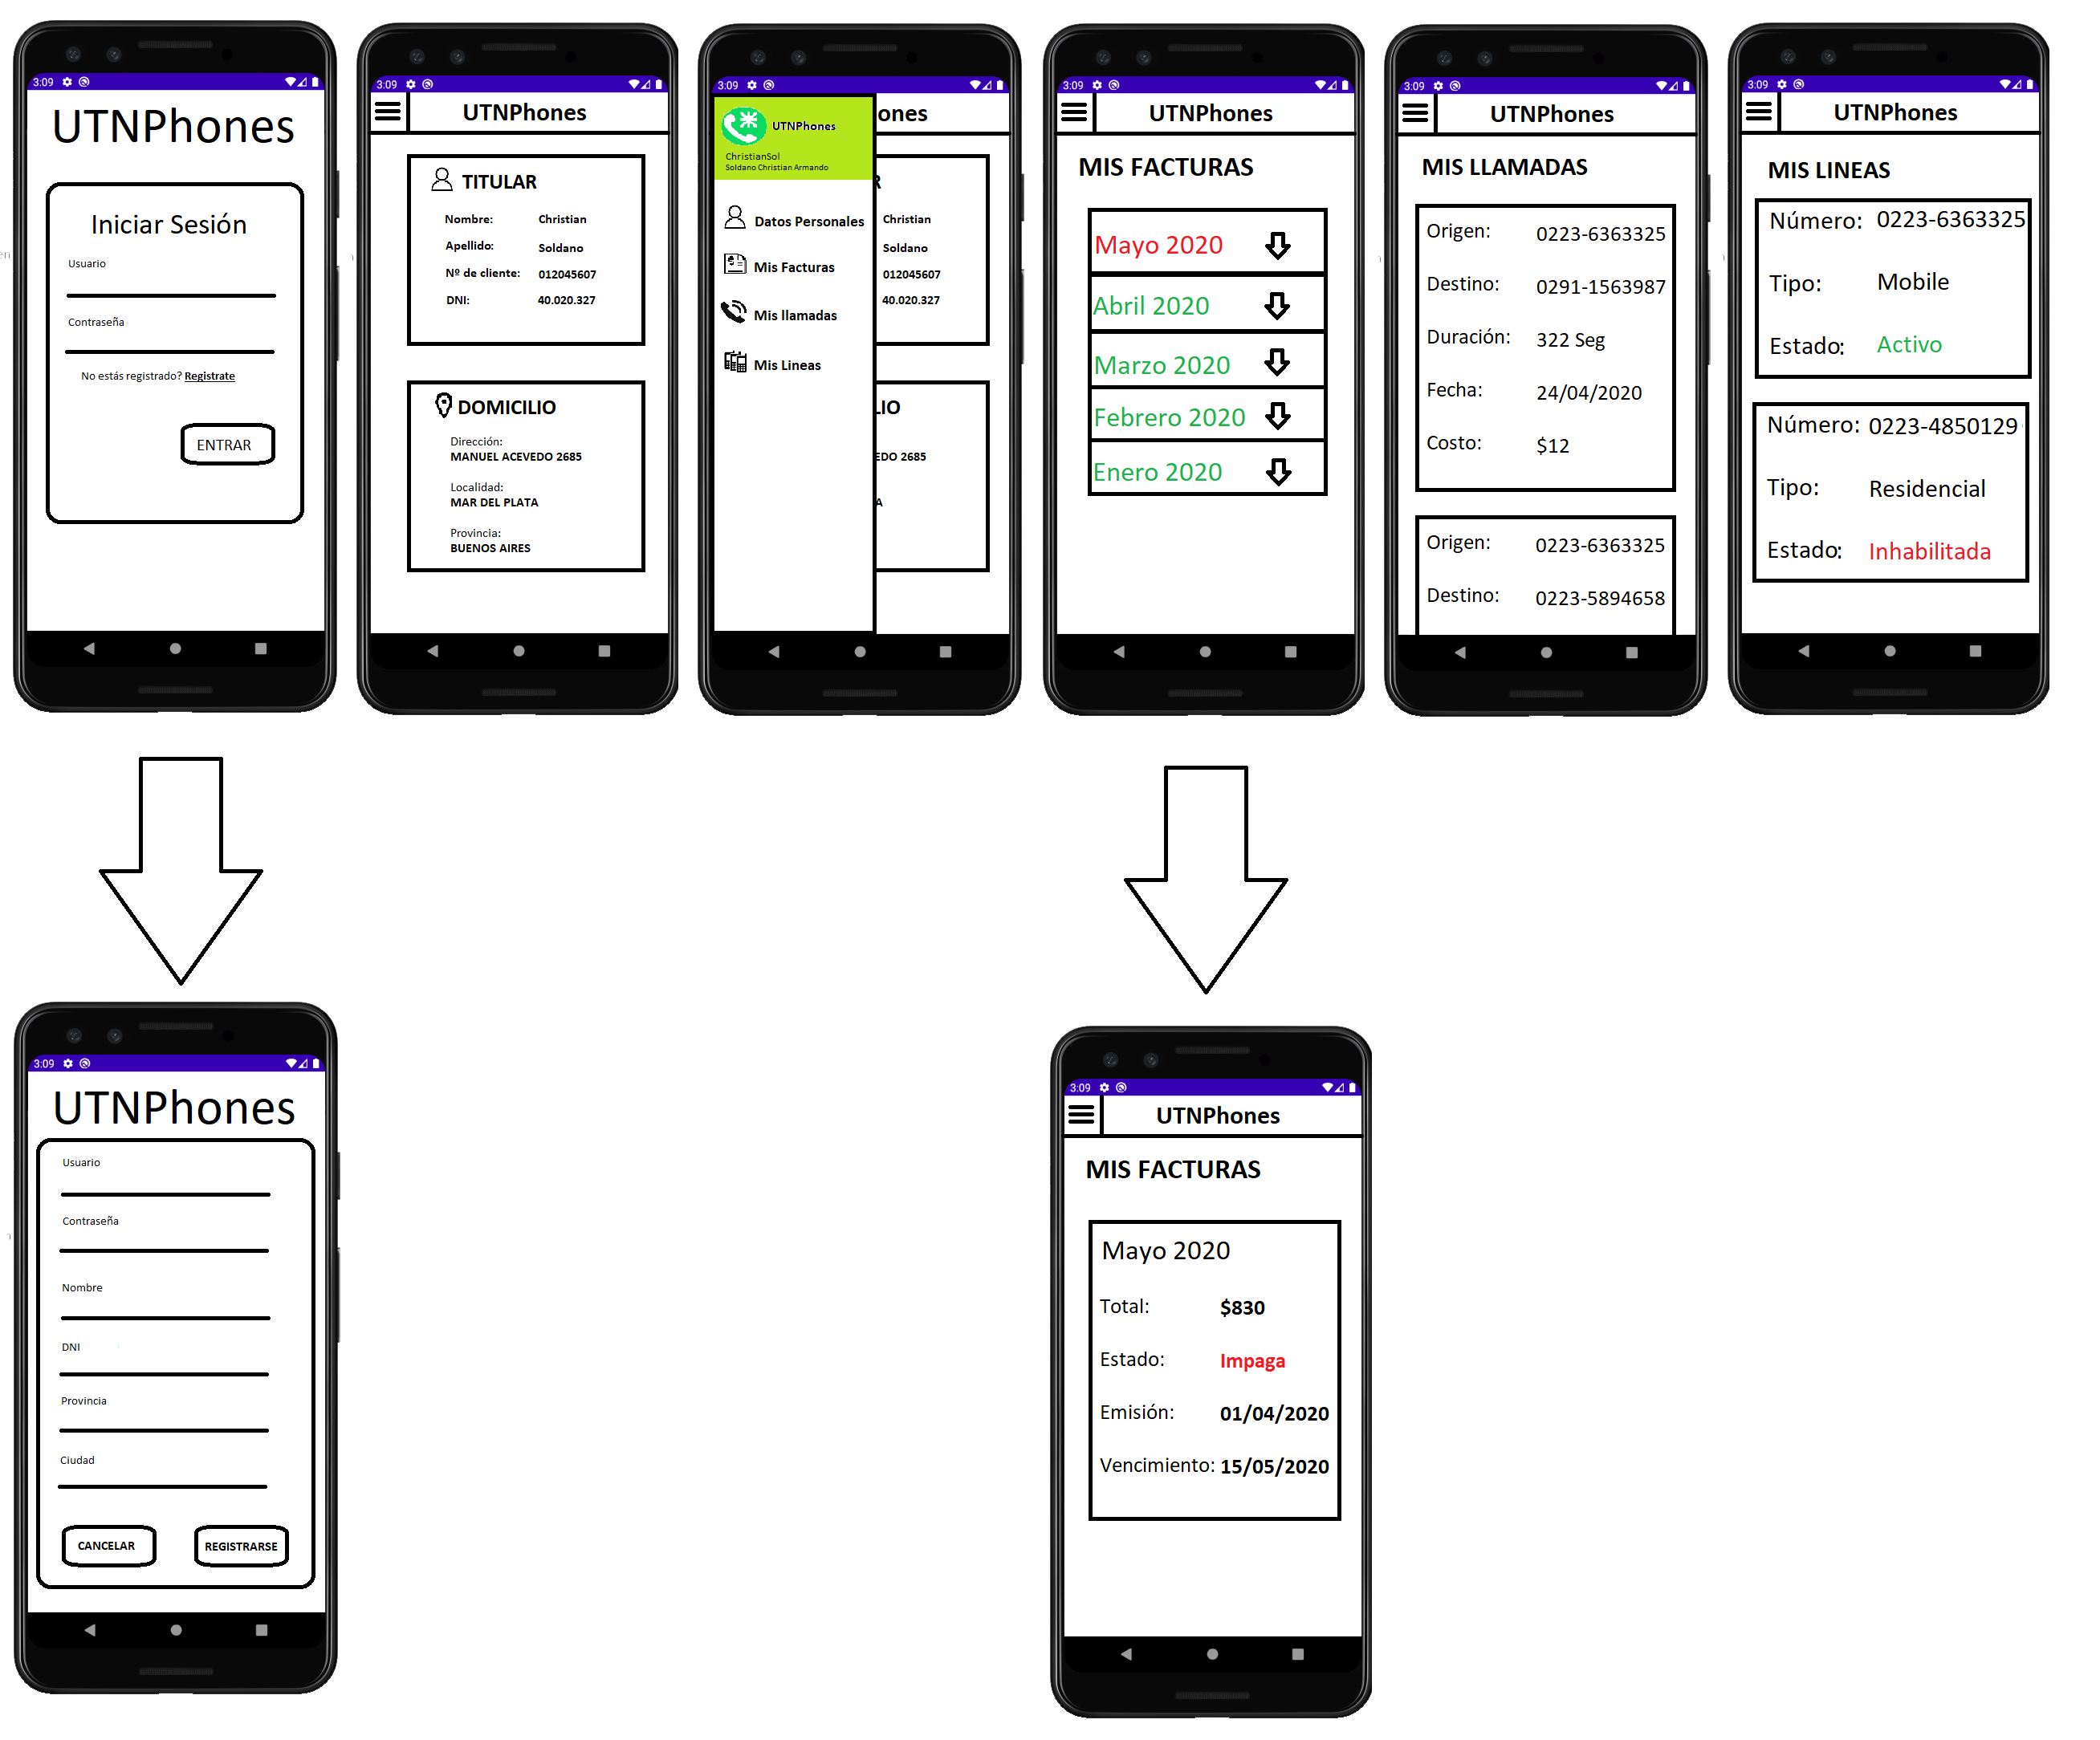 3:09
UTNPhones
Iniciar Sesión
Usuario
Contraseña
No estás registrado? Registrate
ENTRAR
3:09
UTNPhones
TITULAR
Nombre: Christian
Apellido: Soldano
Nº de cliente: 012045607
DNI: 40.020.327
DOMICILIO
Dirección:
MANUEL ACEVEDO 2685
Localidad:
MAR DEL PLATA
Provincia:
BUENOS AIRES
3:09
ones
UTNPhones
ChristianSol
Soldano Christian Armando
R
Datos Personales
Mis Facturas
Mis llamadas
Mis Lineas
Christian
Soldano
012045607
40.020.327
LIO
EDO 2685
A
3:09
UTNPhones
MIS FACTURAS
Mayo 2020
Abril 2020
Marzo 2020
Febrero 2020
Enero 2020
3:09
UTNPhones
MIS LLAMADAS
Origen: 0223-6363325
Destino: 0291-1563987
Duración: 322 Seg
Fecha: 24/04/2020
Costo: $12
Origen: 0223-6363325
Destino: 0223-5894658
3:09
UTNPhones
MIS LINEAS
Número: 0223-6363325
Tipo: Mobile
Estado: Activo
Número: 0223-4850129
Tipo: Residencial
Estado: Inhabilitada
3:09
UTNPhones
Usuario
Contraseña
Nombre
DNI
Provincia
Ciudad
CANCELAR REGISTRARSE
3:09
UTNPhones
MIS FACTURAS
Mayo 2020
Total: $830
Estado: Impaga
Emisión: 01/04/2020
Vencimiento: 15/05/2020